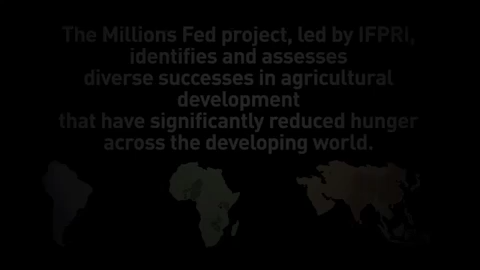 The Millions Fed project, led by IFPRI,
identifies and assesses
diverse successes in agricultural
development
that have significantly reduced hunger
across the developing world.